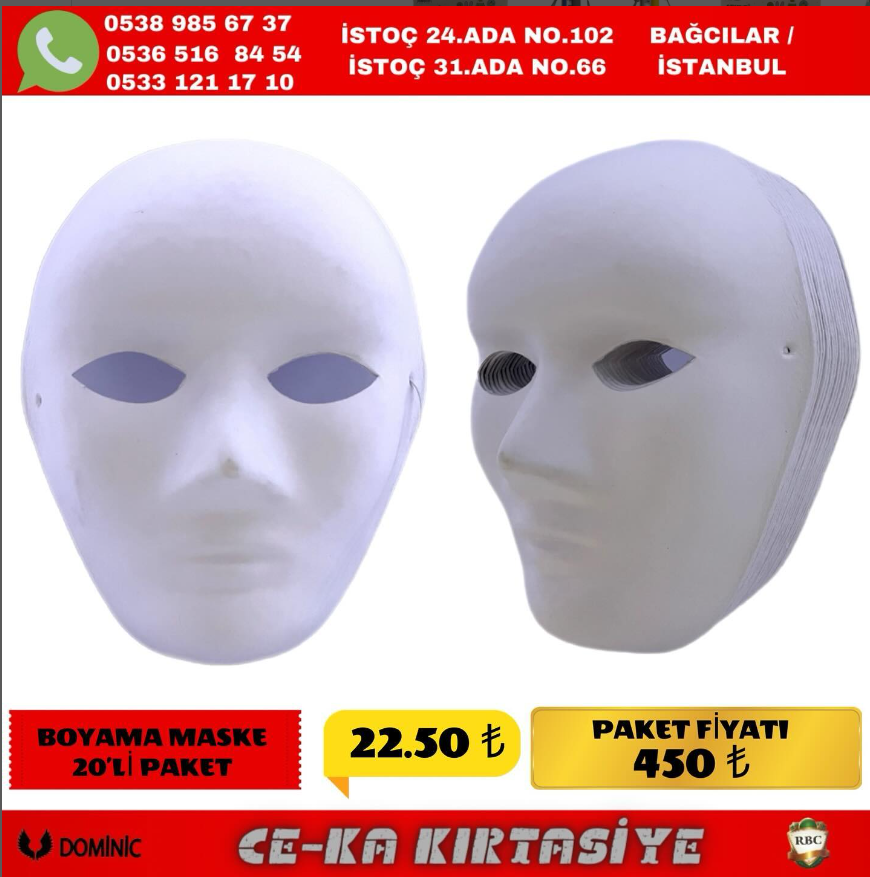 0538 985 67 37
0536 516 84 54
0533 121 17 10
İSTOÇ 24.ADA NO.102
İSTOÇ 31.ADA NO.66
BAĞCILAR /
İSTANBUL
BOYAMA MASKE
20'Lİ PAKET
22.50 ₺
PAKET FİYATI
450 ₺
DOMİNİC
CE-KA KIRTASİYE
RBC